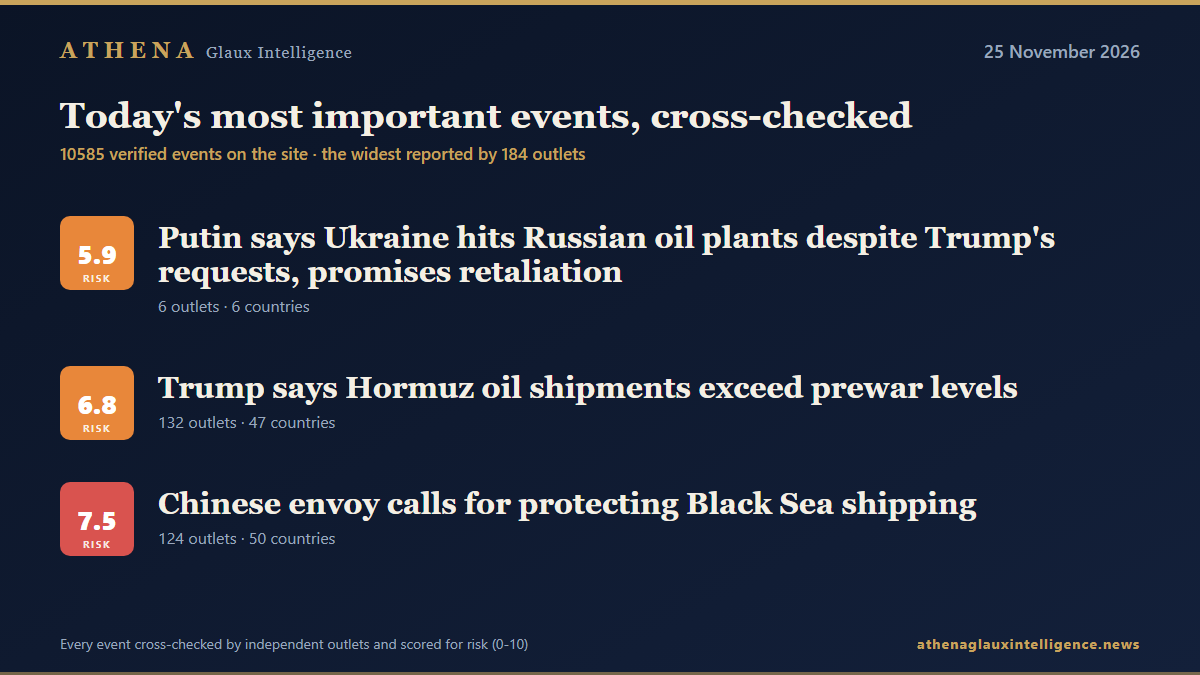 ATHENA Glaux Intelligence
25 November 2026
Today's most important events, cross-checked
10585 verified events on the site · the widest reported by 184 outlets
5.9
RISK
Putin says Ukraine hits Russian oil plants despite Trump's
requests, promises retaliation
6 outlets · 6 countries
6.8
RISK
Trump says Hormuz oil shipments exceed prewar levels
132 outlets · 47 countries
7.5
RISK
Chinese envoy calls for protecting Black Sea shipping
124 outlets · 50 countries
Every event cross-checked by independent outlets and scored for risk (0-10)
athenaglauxintelligence.news